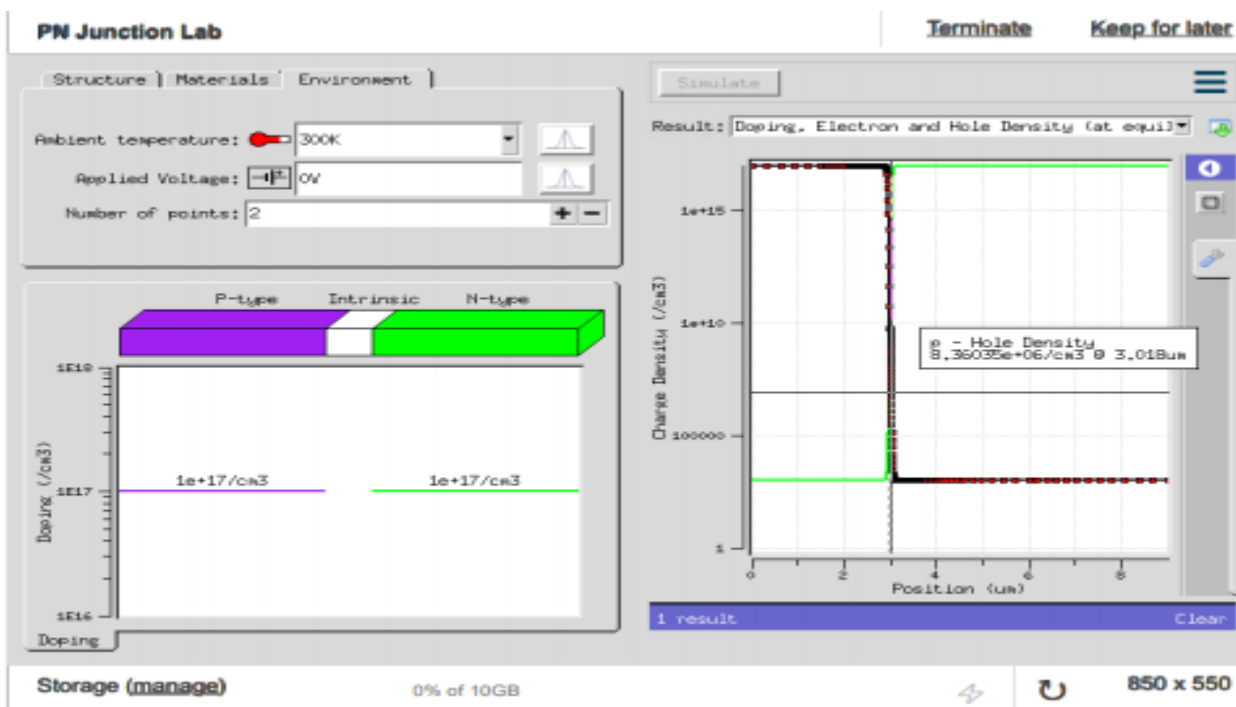 PN Junction Lab
Terminate Keep for later
Structure Materials Environment
Ambient temperature: 300K
Applied Voltage: 0V
Number of points: 2 + -
P-type Intrinsic N-type
1E18
1E17
1E16
Doping (/cm3)
1e+17/cm3 1e+17/cm3
Doping
Simulate
Result: Doping, Electron and Hole Density (at equil
1e+15
1e+10
100000
1
Charge Density (/cm3)
p - Hole Density
8.36035e+06/cm3 @ 3.018um
0 2 4 6 8
Position (um)
1 result Clear
Storage (manage) 0% of 10GB 850 x 550